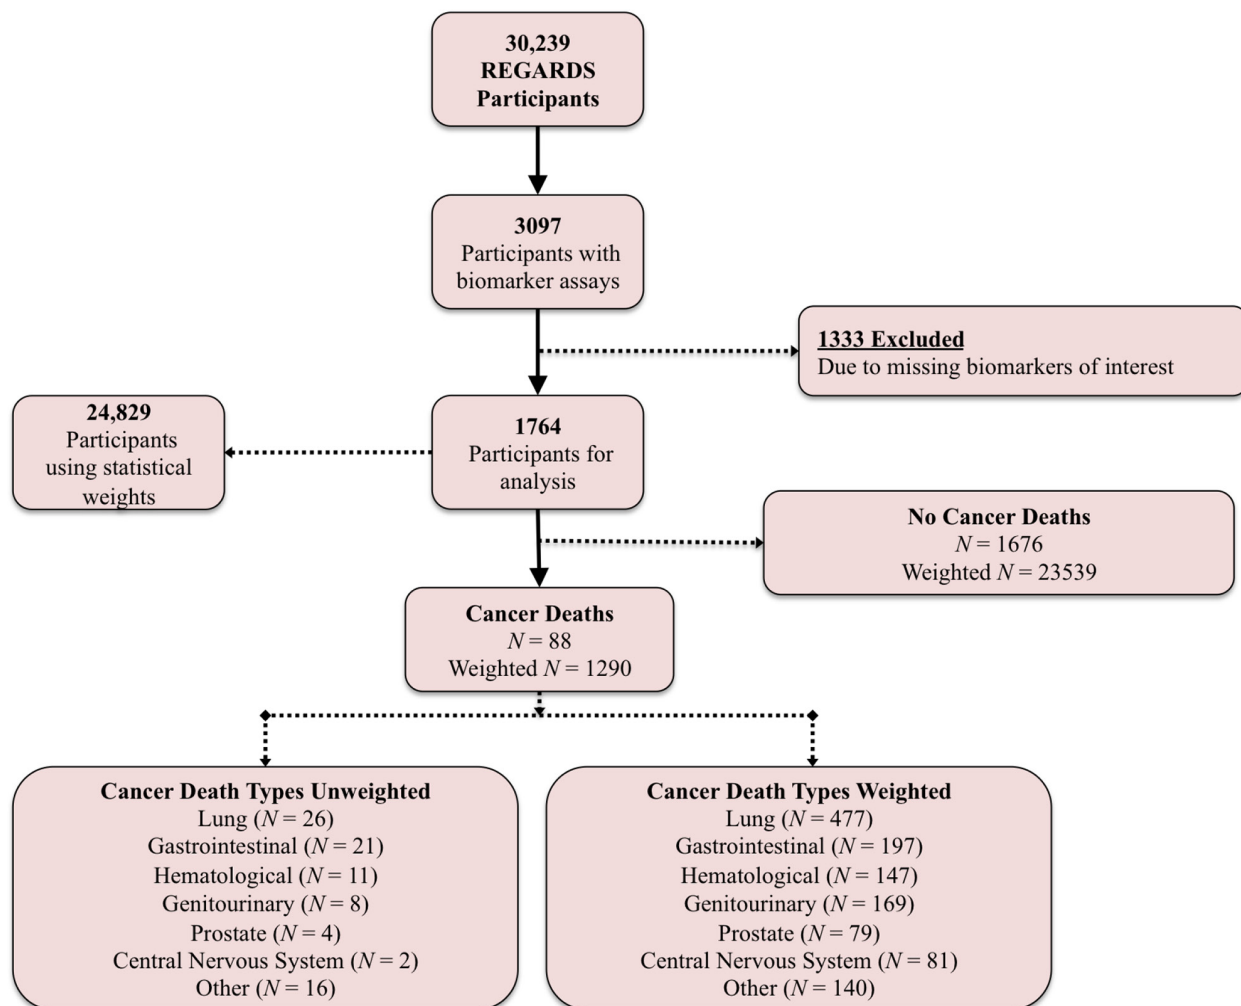 30,239
REGARDS
Participants
3097
Participants with
biomarker assays
1333 Excluded
Due to missing biomarkers of interest
24,829
Participants
using statistical
weights
1764
Participants for
analysis
No Cancer Deaths
N = 1676
Weighted N = 23539
Cancer Deaths
N = 88
Weighted N = 1290
Cancer Death Types Unweighted
Lung (N = 26)
Gastrointestinal (N = 21)
Hematological (N = 11)
Genitourinary (N = 8)
Prostate (N = 4)
Central Nervous System (N = 2)
Other (N = 16)
Cancer Death Types Weighted
Lung (N = 477)
Gastrointestinal (N = 197)
Hematological (N = 147)
Genitourinary (N = 169)
Prostate (N = 79)
Central Nervous System (N = 81)
Other (N = 140)